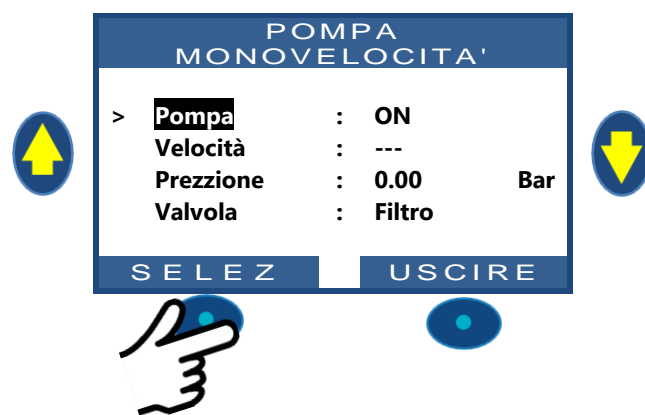 POMPA
MONOVELOCITA'
> Pompa : ON
Velocità : ---
Prezzione : 0.00 Bar
Valvola : Filtro
SELEZ USCIRE